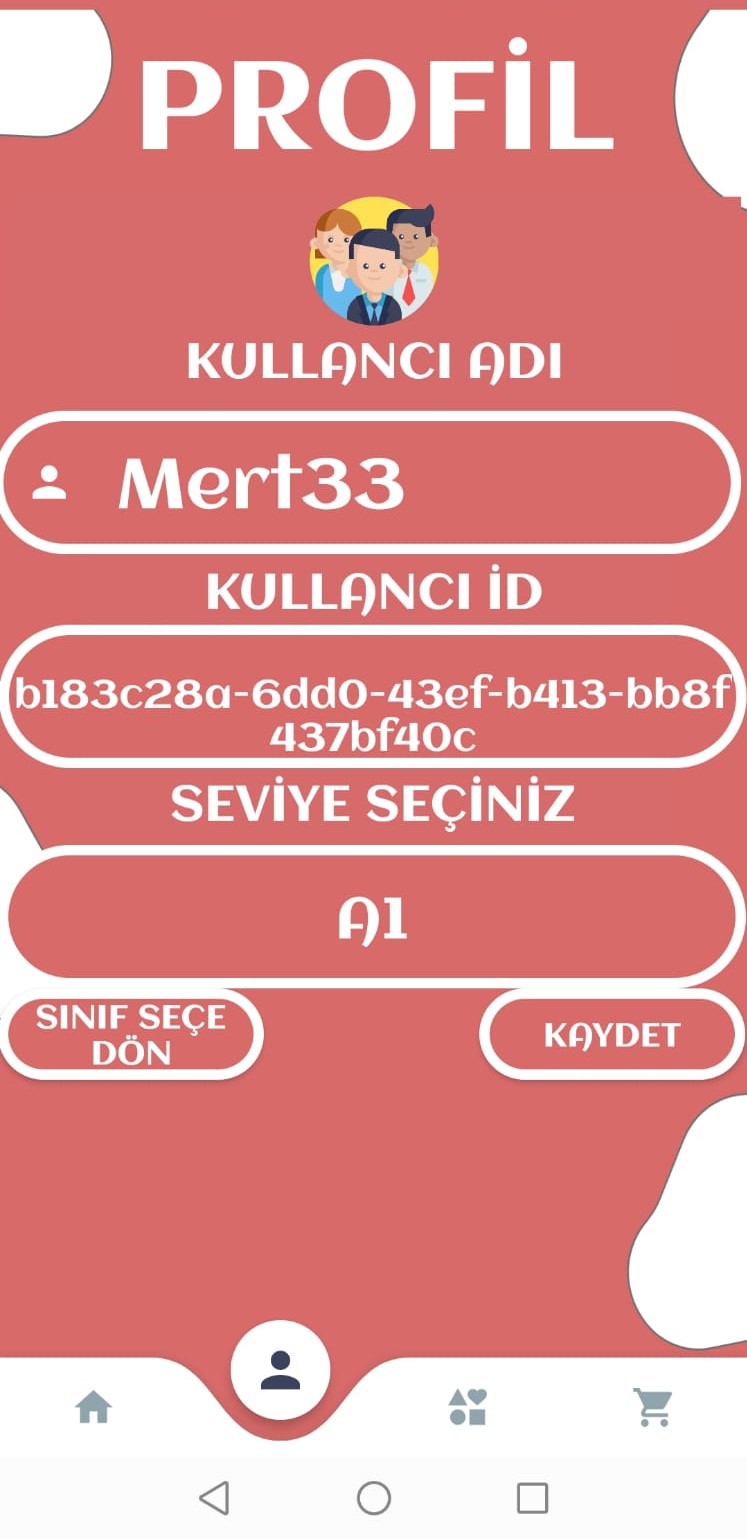 PROFİL
KULLANCI ADI
Mert33
KULLANCI İD
b183c28a-6dd0-43ef-b413-bb8f
437bf40c
SEVİYE SEÇİNİZ
A1
SINIF SEÇE
DÖN
KAYDET